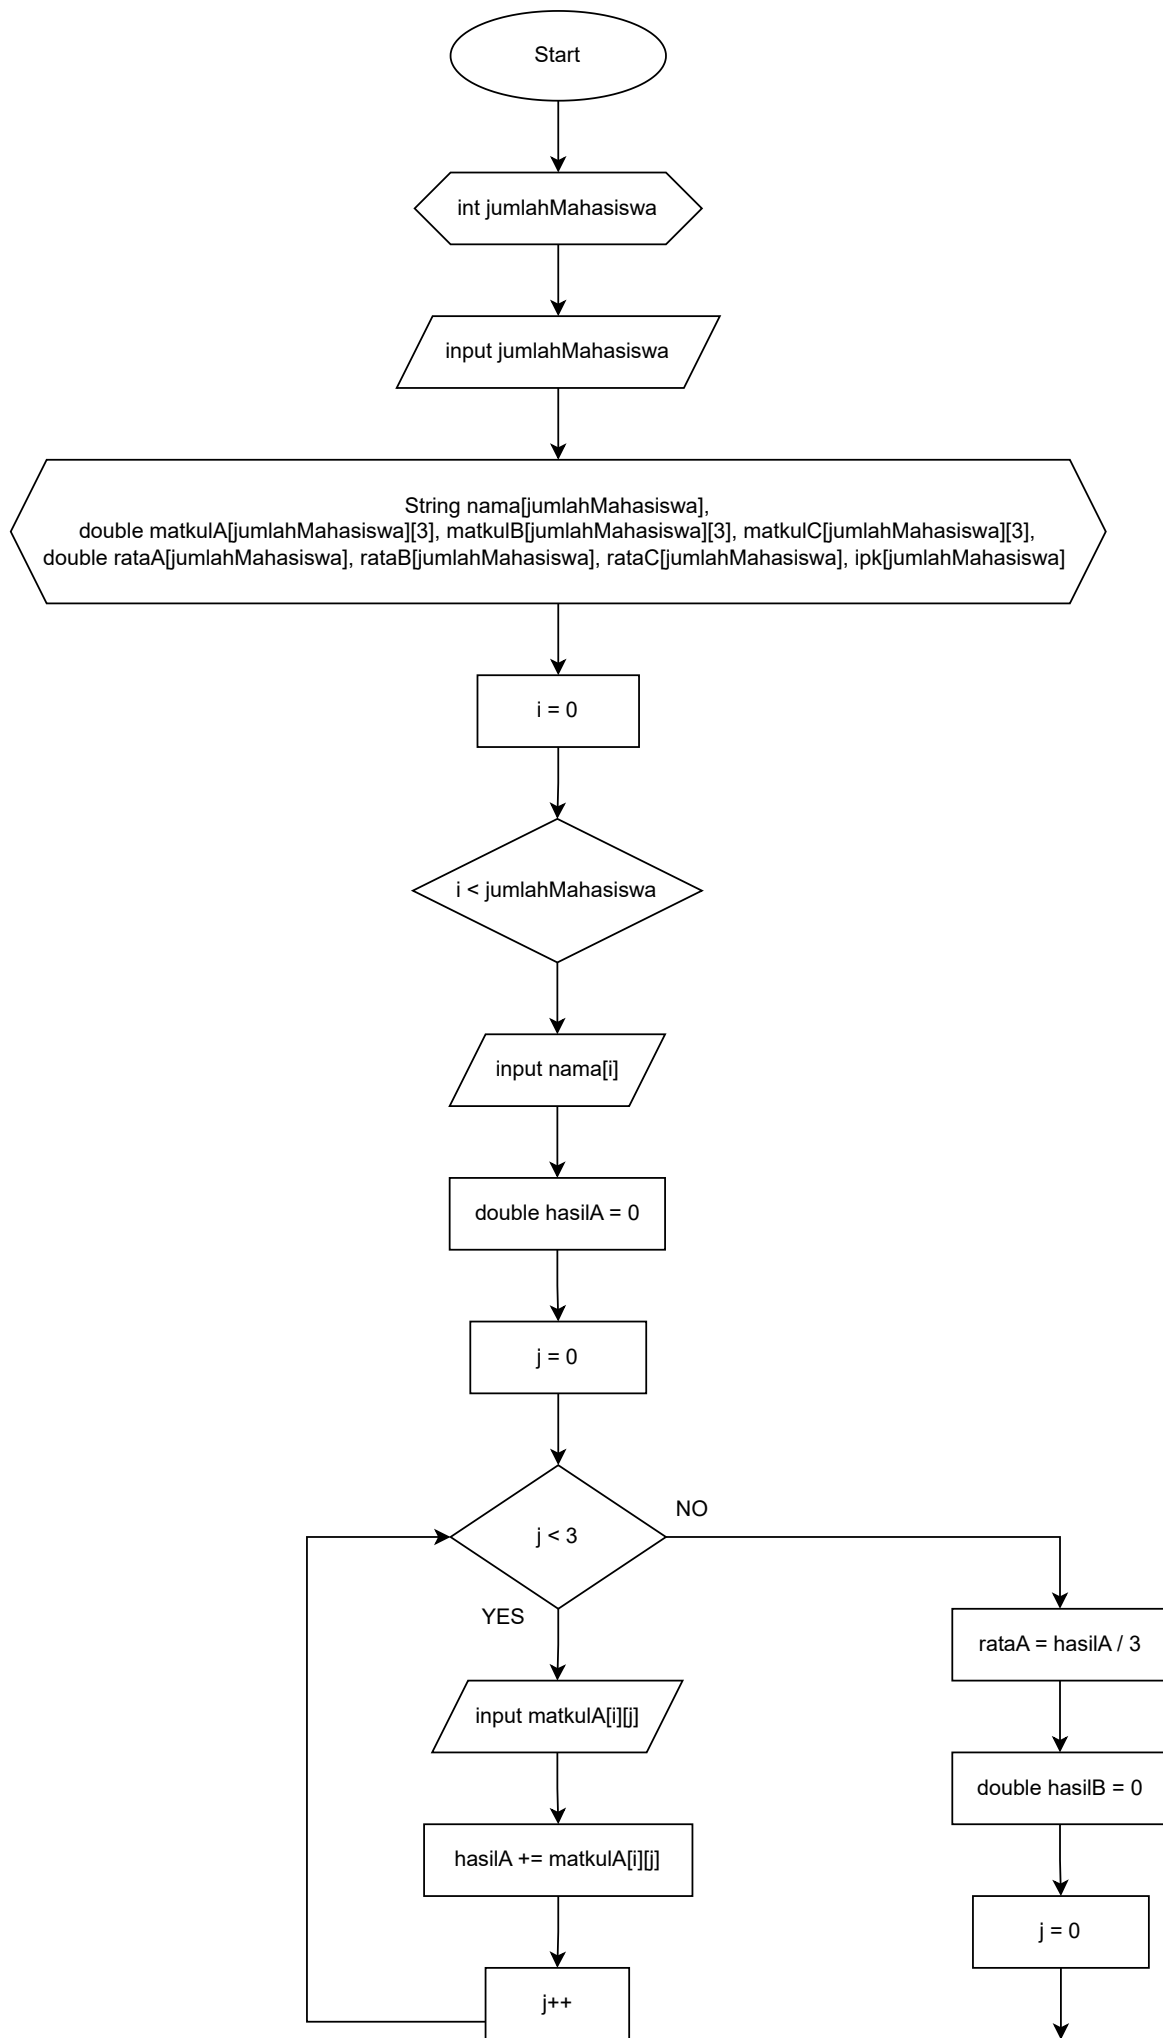 Start
int jumlahMahasiswa
input jumlahMahasiswa
String nama[jumlahMahasiswa],
double matkulA[jumlahMahasiswa][3], matkulB[jumlahMahasiswa][3], matkulC[jumlahMahasiswa][3],
double rataA[jumlahMahasiswa], rataB[jumlahMahasiswa], rataC[jumlahMahasiswa], ipk[jumlahMahasiswa]
i = 0
i < jumlahMahasiswa
input nama[i]
double hasilA = 0
j = 0
j < 3
NO
YES
input matkulA[i][j]
hasilA += matkulA[i][j]
j++
rataA = hasilA / 3
double hasilB = 0
j = 0